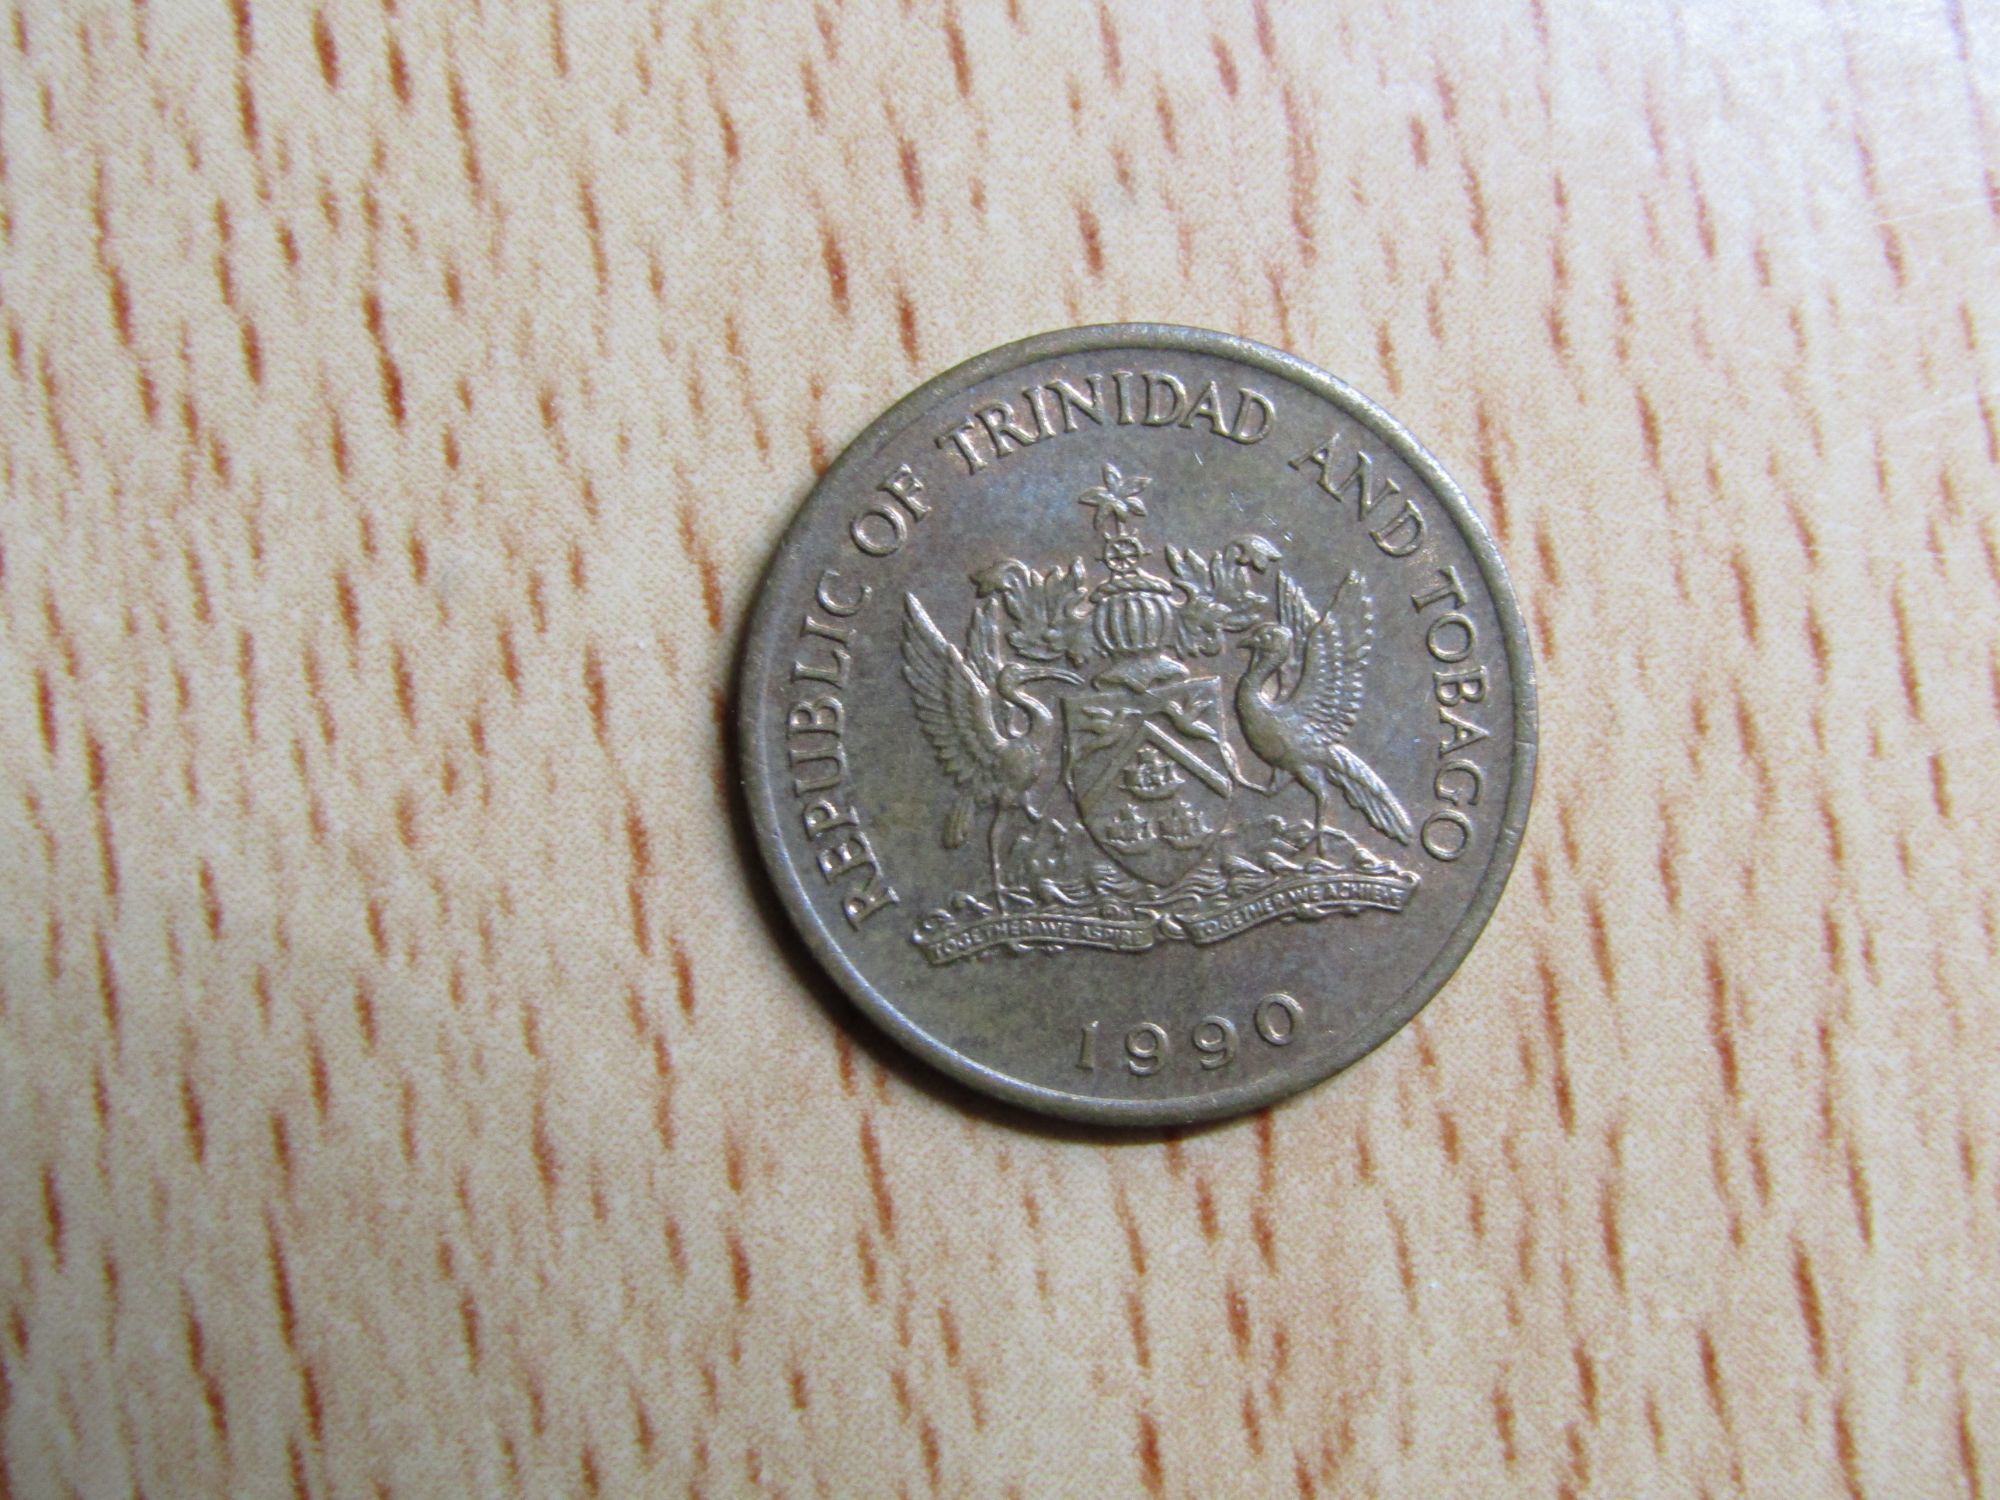 REPUBLIC OF TRINIDAD AND TOBAGO
TOGETHER WE ASPIRE
TOGETHER WE ACHIEVE
1990